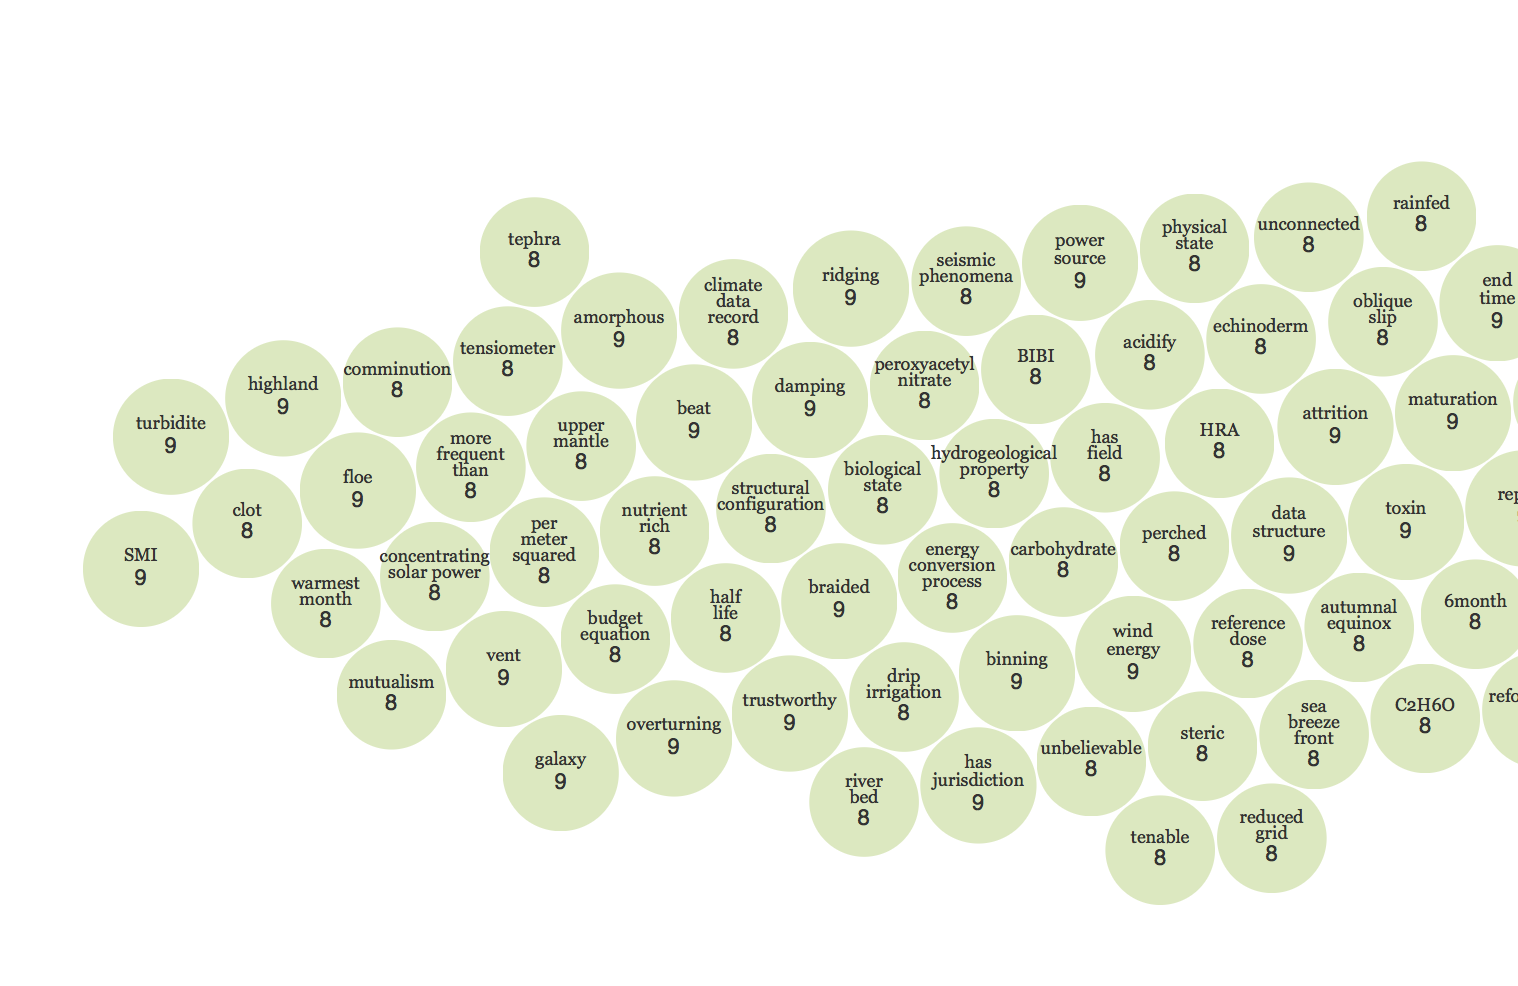 rainfed
8
physical
state
8
unconnected
8
tephra
8
power
source
9
seismic
phenomena
8
ridging
9
end
time
9
climate
data
record
8
oblique
slip
8
amorphous
9
echinoderm
8
acidify
8
tensiometer
8
BIBI
8
comminution
8
peroxyacetyl
nitrate
8
highland
9
damping
9
maturation
9
beat
9
attrition
9
turbidite
9
upper
mantle
8
HRA
8
more
frequent
than
8
has
field
8
hydrogeological
property
8
biological
state
8
floe
9
structural
configuration
8
clot
8
nutrient
rich
8
toxin
9
data
structure
9
per
meter
squared
8
perched
8
SMI
9
concentrating
solar power
8
carbohydrate
8
energy
conversion
process
8
warmest
month
8
braided
9
half
life
8
6month
8
autumnal
equinox
8
budget
equation
8
reference
dose
8
wind
energy
9
vent
9
binning
9
mutualism
8
drip
irrigation
8
trustworthy
9
C2H6O
8
sea
breeze
front
8
overturning
9
steric
8
unbelievable
8
galaxy
9
has
jurisdiction
9
river
bed
8
reduced
grid
8
tenable
8